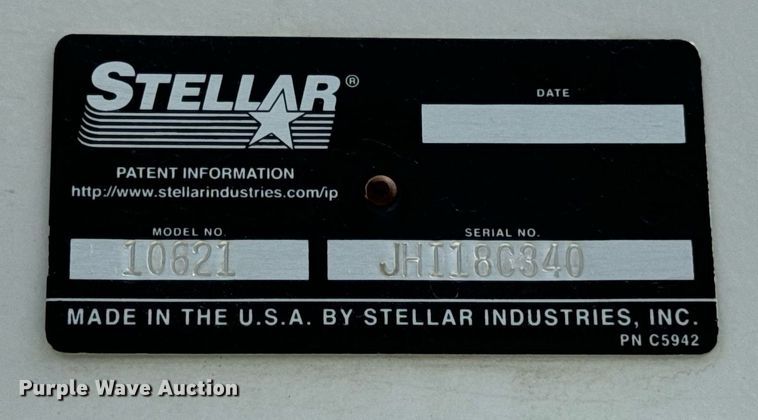 STELLAR®
DATE
PATENT INFORMATION
http://www.stellarindustries.com/ip
MODEL NO.
10621
SERIAL NO.
JHI18C340
MADE IN THE U.S.A. BY STELLAR INDUSTRIES, INC.
PN C5942
Purple Wave Auction